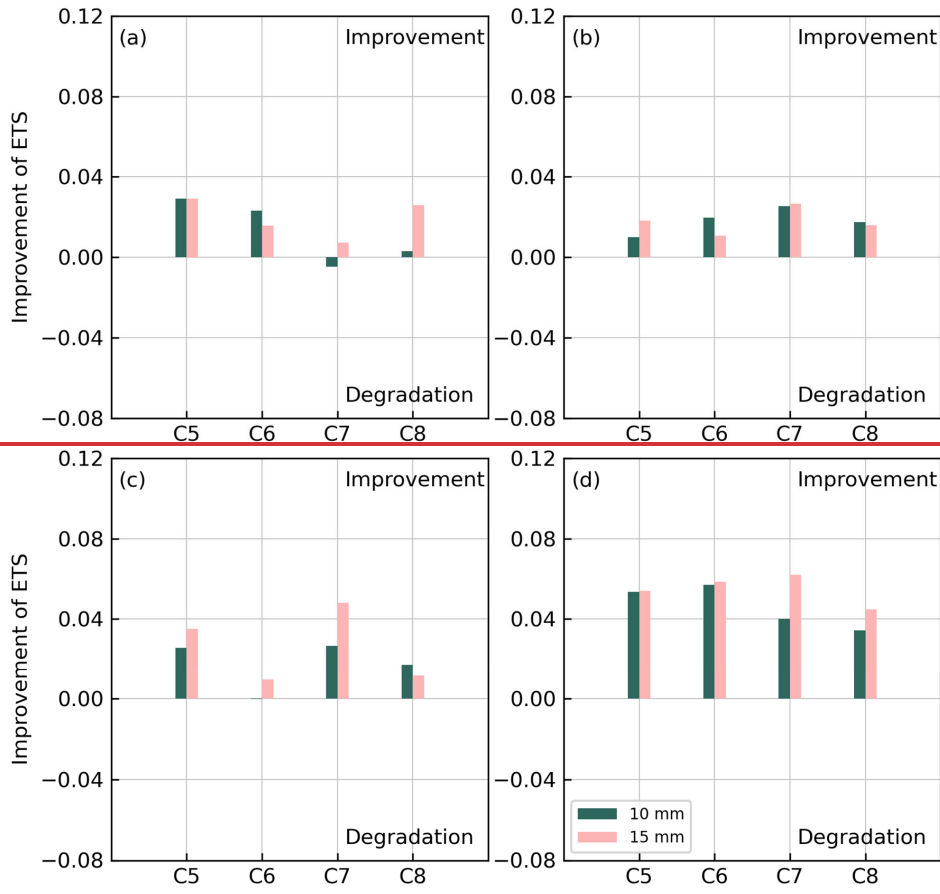 (a) Improvement
0.12
0.08
0.04
0.00
−0.04
−0.08
Improvement of ETS
Degradation
C5 C6 C7 C8
(b) Improvement
0.12
0.08
0.04
0.00
−0.04
−0.08
Degradation
C5 C6 C7 C8
(c) Improvement
0.12
0.08
0.04
0.00
−0.04
−0.08
Improvement of ETS
Degradation
C5 C6 C7 C8
(d) Improvement
0.12
0.08
0.04
0.00
−0.04
−0.08
10 mm
15 mm
Degradation
C5 C6 C7 C8